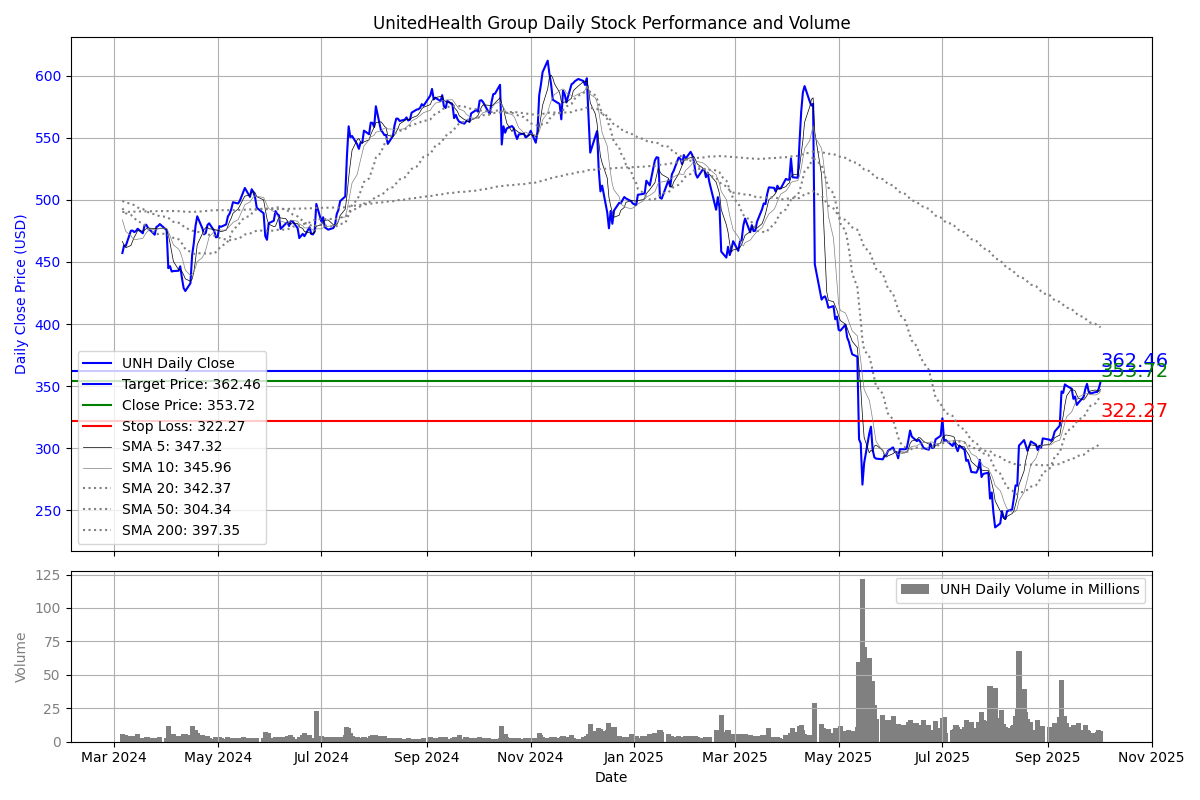 UnitedHealth Group Daily Stock Performance and Volume
Daily Close Price (USD)
600
550
500
450
400
350
300
250
362.46
353.72
322.27
UNH Daily Close
Target Price: 362.46
Close Price: 353.72
Stop Loss: 322.27
SMA 5: 347.32
SMA 10: 345.96
SMA 20: 342.37
SMA 50: 304.34
SMA 200: 397.35
Volume
125
100
75
50
25
0
UNH Daily Volume in Millions
Mar 2024 May 2024 Jul 2024 Sep 2024 Nov 2024 Jan 2025 Mar 2025 May 2025 Jul 2025 Sep 2025 Nov 2025
Date